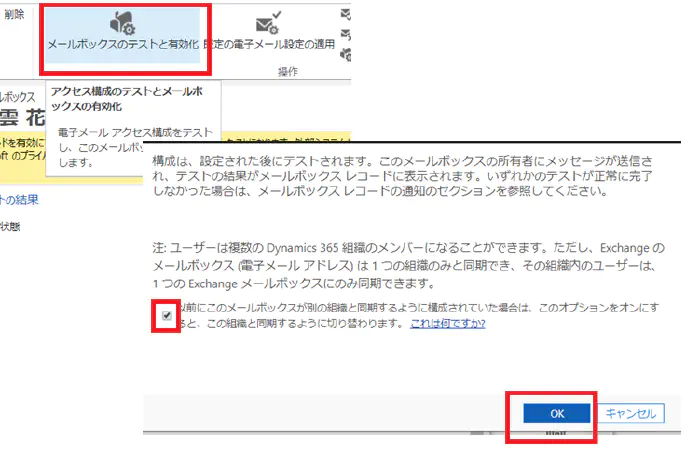 削除
メールボックスのテストと有効化
既定の電子メール設定の適用
操作
アクセス構成のテストとメールボ
ックスの有効化
電子メール アクセス構成をテスト
し、このメールボ
します。
ールボックス
雲 花
ドを有効に
oft のプライ
トの結果
状態
構成は、設定された後にテストされます。このメールボックスの所有者にメッセージが送信さ
れ、テストの結果がメールボックス レコードに表示されます。いずれかのテストが正常に完了
しなかった場合は、メールボックス レコードの通知のセクションを参照してください。
注: ユーザーは複数の Dynamics 365 組織のメンバーになることができます。ただし、Exchange の
メールボックス (電子メール アドレス) は 1 つの組織のみと同期でき、その組織内のユーザーは、
1 つの Exchange メールボックスにのみ同期できます。
以前にこのメールボックスが別の組織と同期するように構成されていた場合は、このオプションをオンにす
ると、この組織と同期するように切り替わります。 これは何ですか?
OK
キャンセル